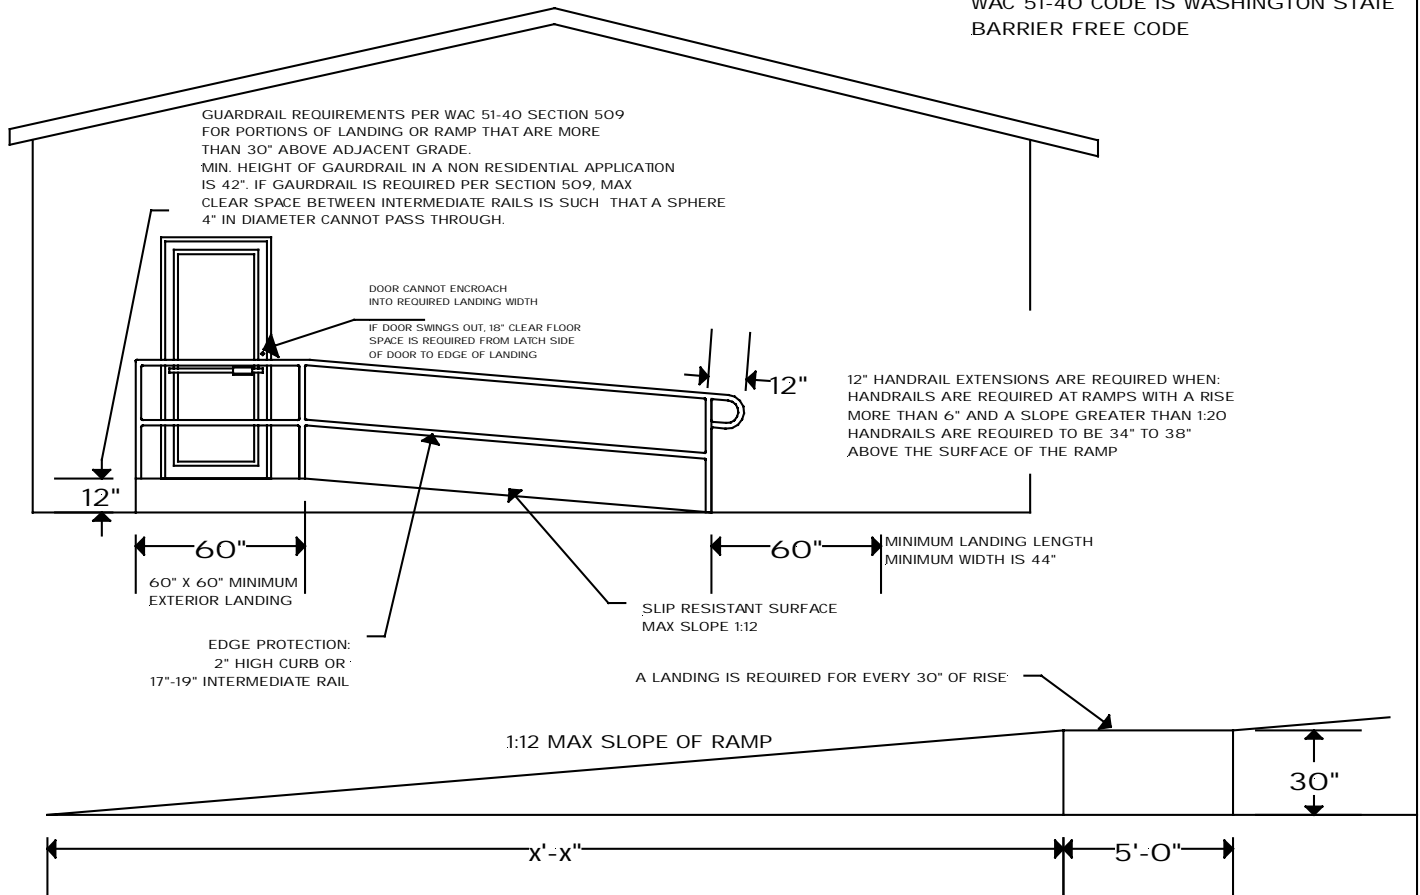 WAC 51-40 CODE IS WASHINGTON STATE
BARRIER FREE CODE
GUARDRAIL REQUIREMENTS PER WAC 51-40 SECTION 509
FOR PORTIONS OF LANDING OR RAMP THAT ARE MORE
THAN 30" ABOVE ADJACENT GRADE.
MIN. HEIGHT OF GAURDRAIL IN A NON RESIDENTIAL APPLICATION
IS 42". IF GAURDRAIL IS REQUIRED PER SECTION 509, MAX
CLEAR SPACE BETWEEN INTERMEDIATE RAILS IS SUCH THAT A SPHERE
4" IN DIAMETER CANNOT PASS THROUGH.
DOOR CANNOT ENCROACH
INTO REQUIRED LANDING WIDTH
IF DOOR SWINGS OUT, 18" CLEAR FLOOR
SPACE IS REQUIRED FROM LATCH SIDE
OF DOOR TO EDGE OF LANDING
12"
12" HANDRAIL EXTENSIONS ARE REQUIRED WHEN:
HANDRAILS ARE REQUIRED AT RAMPS WITH A RISE
MORE THAN 6" AND A SLOPE GREATER THAN 1:20
HANDRAILS ARE REQUIRED TO BE 34" TO 38"
ABOVE THE SURFACE OF THE RAMP
12"
60"
60" X 60" MINIMUM
EXTERIOR LANDING
60"
MINIMUM LANDING LENGTH
MINIMUM WIDTH IS 44"
SLIP RESISTANT SURFACE
MAX SLOPE 1:12
EDGE PROTECTION:
2" HIGH CURB OR
17"-19" INTERMEDIATE RAIL
A LANDING IS REQUIRED FOR EVERY 30" OF RISE
1:12 MAX SLOPE OF RAMP
30"
x'-x"
5'-0"